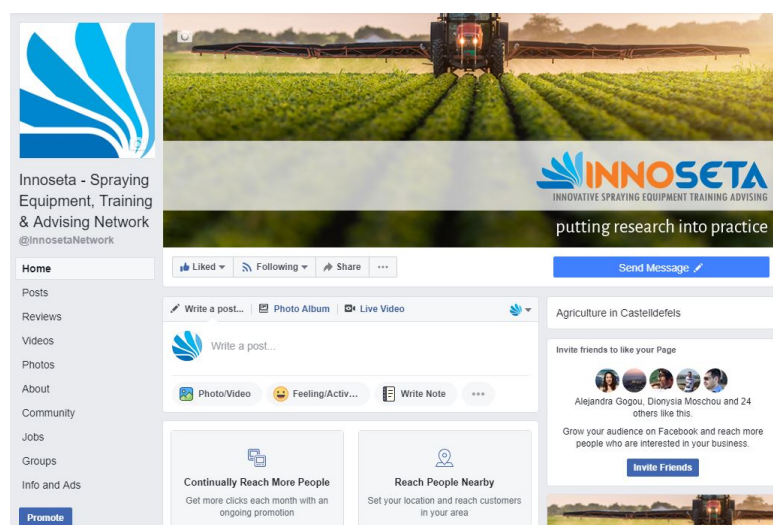 INNOSETA
INNOVATIVE SPRAYING EQUIPMENT TRAINING ADVISING
putting research into practice
Innoseta - Spraying
Equipment, Training
& Advising Network
@InnosetaNetwork
Home
Posts
Reviews
Videos
Photos
About
Community
Jobs
Groups
Info and Ads
Promote
Liked
Following
Share
Send Message
Write a post...
Photo Album
Live Video
Write a post...
Photo/Video
Feeling/Activ...
Write Note
Continually Reach More People
Get more clicks each month with an
ongoing promotion
Reach People Nearby
Set your location and reach customers
in your area
Agriculture in Castelldefels
Invite friends to like your Page
Alejandra Gogou, Dionysia Moschou and 24
others like this.
Grow your audience on Facebook and reach more
people who are interested in your business.
Invite Friends